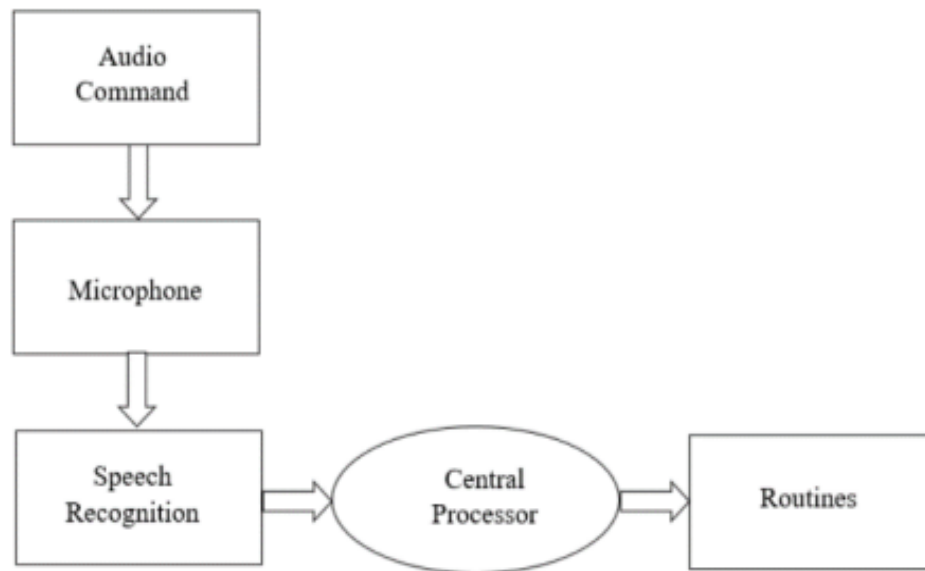 Audio
Command
Microphone
Speech
Recognition
Central
Processor
Routines